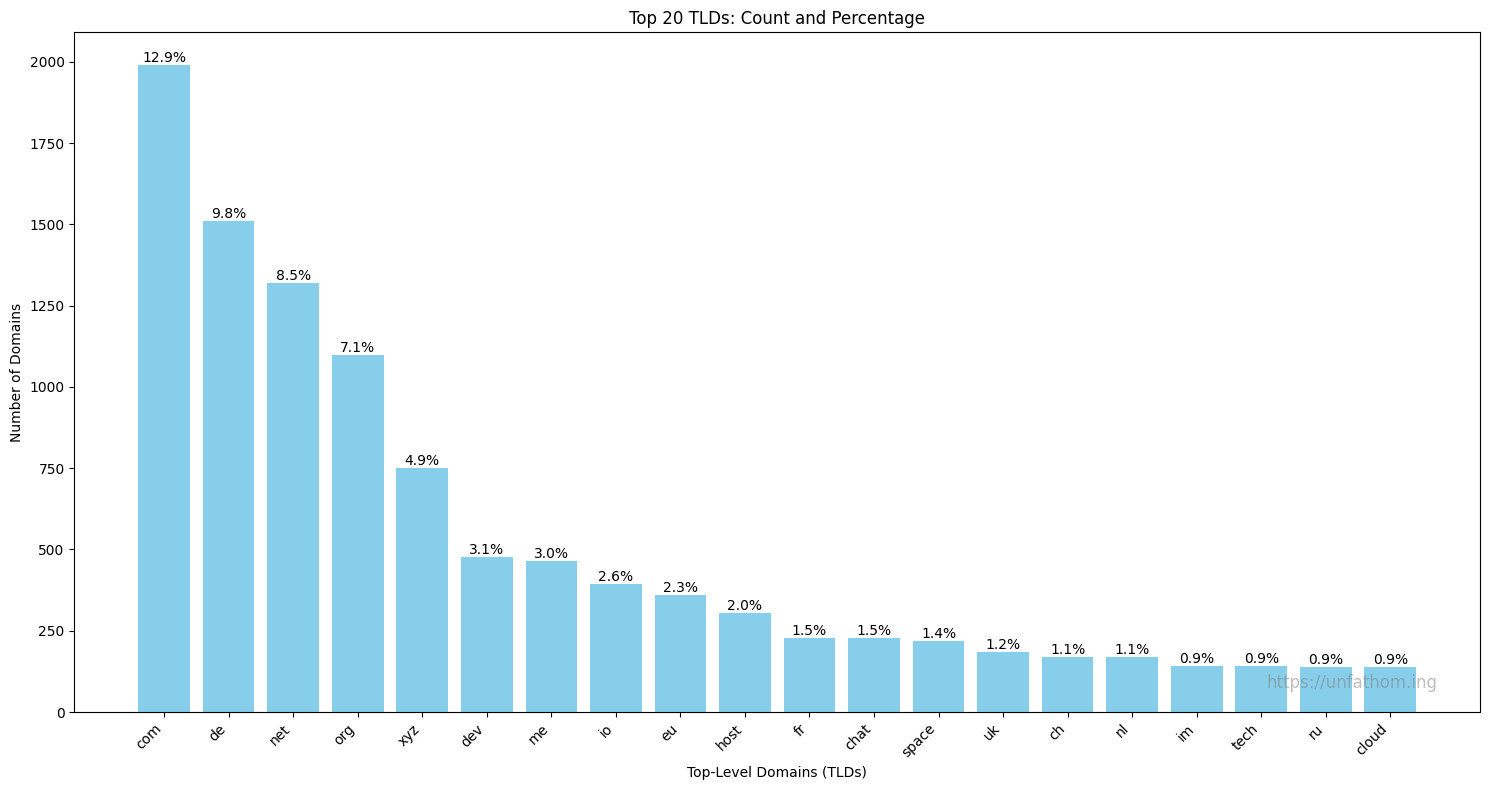 Top 20 TLDs: Count and Percentage
Number of Domains
2000
1750
1500
1250
1000
750
500
250
0
12.9%
9.8%
8.5%
7.1%
4.9%
3.1%
3.0%
2.6%
2.3%
2.0%
1.5%
1.5%
1.4%
1.2%
1.1%
1.1%
0.9%
0.9%
0.9%
0.9%
https://unfathom.ing
com
de
net
org
xyz
dev
me
io
eu
host
fr
chat
space
uk
ch
nl
im
tech
ru
cloud
Top-Level Domains (TLDs)